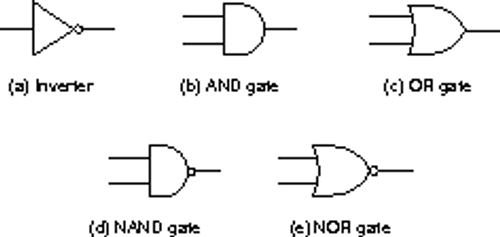 (a) Inverter
(b) AND gate
(c) OR gate
(d) NAND gate
(e) NOR gate